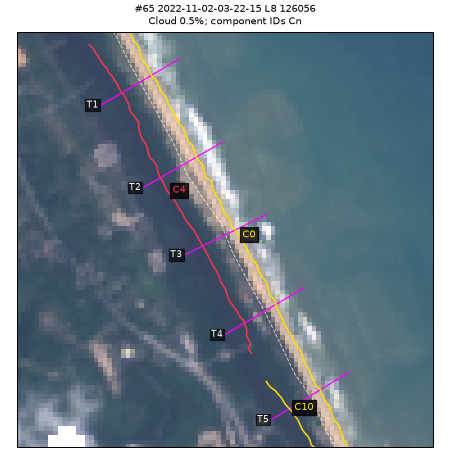 #65 2022-11-02-03-22-15 L8 126056
Cloud 0.5%; component IDs Cn
T1
T2
C4
C0
T3
T4
C10
T5